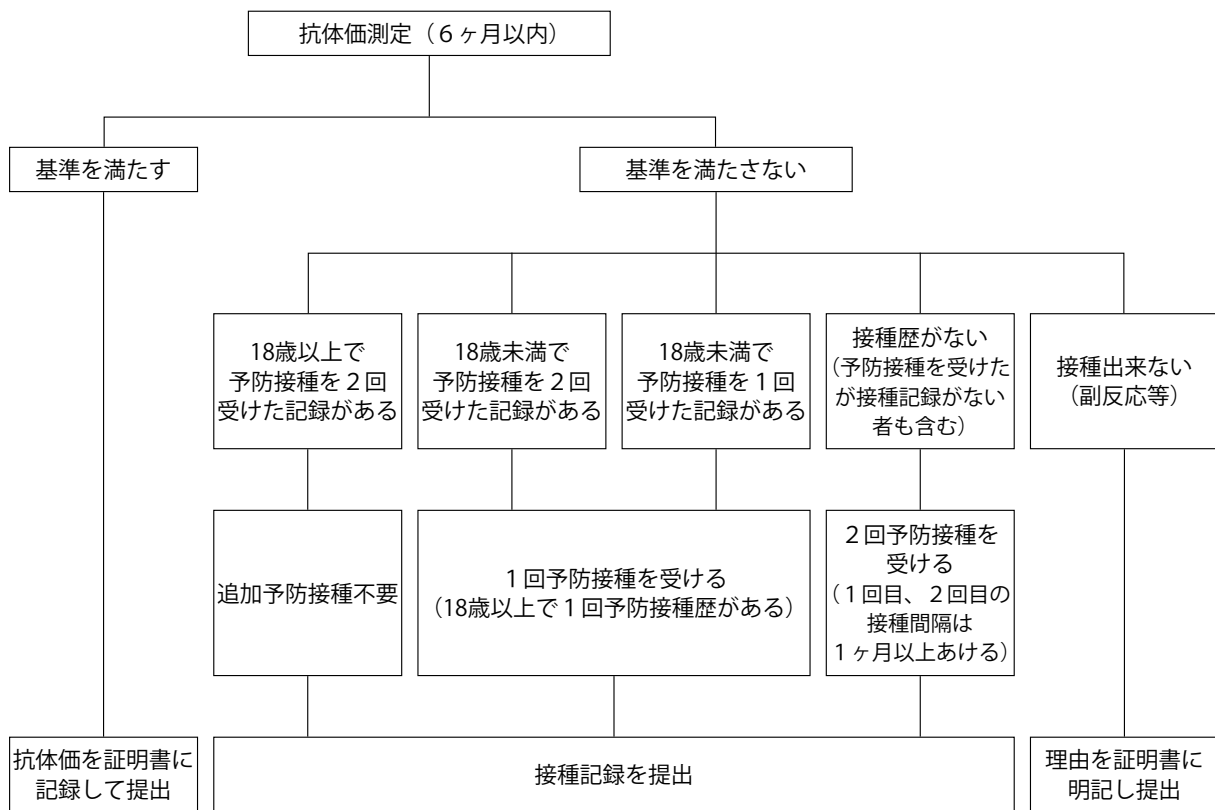 抗体価測定（６ヶ月以内）
基準を満たす
基準を満たさない
18歳以上で
予防接種を２回
受けた記録がある
18歳未満で
予防接種を２回
受けた記録がある
18歳未満で
予防接種を１回
受けた記録がある
接種歴がない
（予防接種を受けた
が接種記録がない
者も含む）
接種出来ない
（副反応等）
追加予防接種不要
１回予防接種を受ける
（18歳以上で１回予防接種歴がある）
２回予防接種を
受ける
（１回目、２回目の
接種間隔は
１ヶ月以上あける）
抗体価を証明書に
記録して提出
接種記録を提出
理由を証明書に
明記し提出